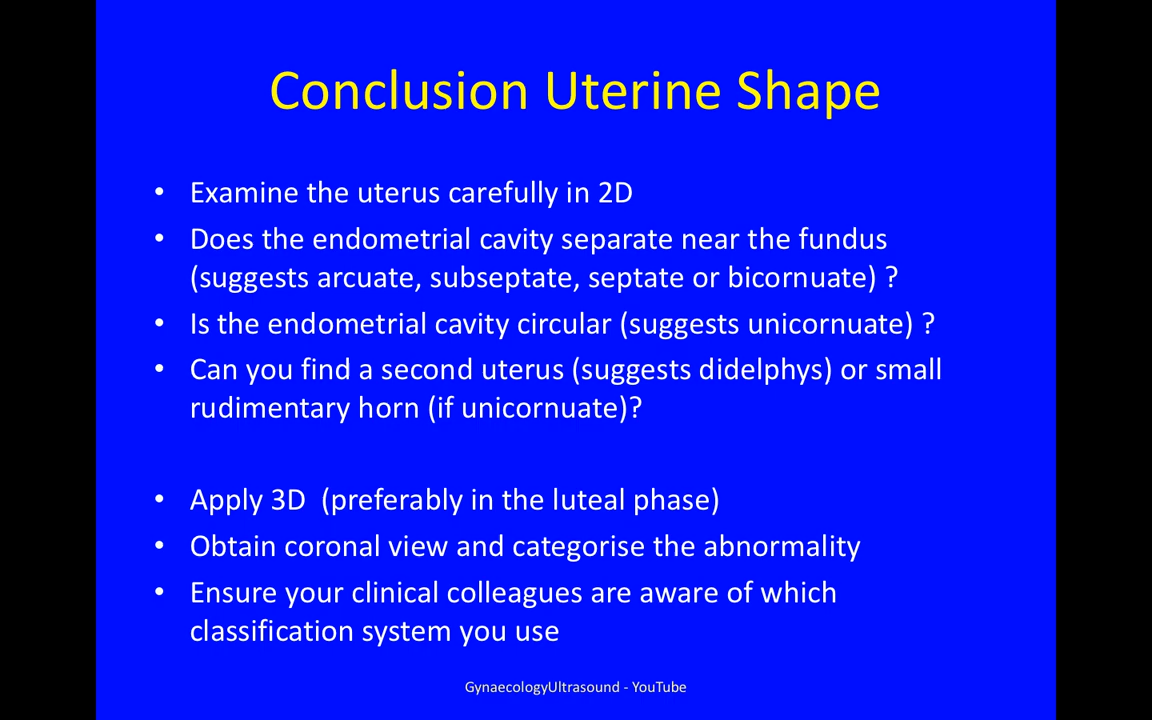 Conclusion Uterine Shape
• Examine the uterus carefully in 2D
• Does the endometrial cavity separate near the fundus
(suggests arcuate, subseptate, septate or bicornuate) ?
• Is the endometrial cavity circular (suggests unicornuate) ?
• Can you find a second uterus (suggests didelphys) or small
rudimentary horn (if unicornuate)?
• Apply 3D  (preferably in the luteal phase)
• Obtain coronal view and categorise the abnormality
• Ensure your clinical colleagues are aware of which
classification system you use
GynaecologyUltrasound - YouTube